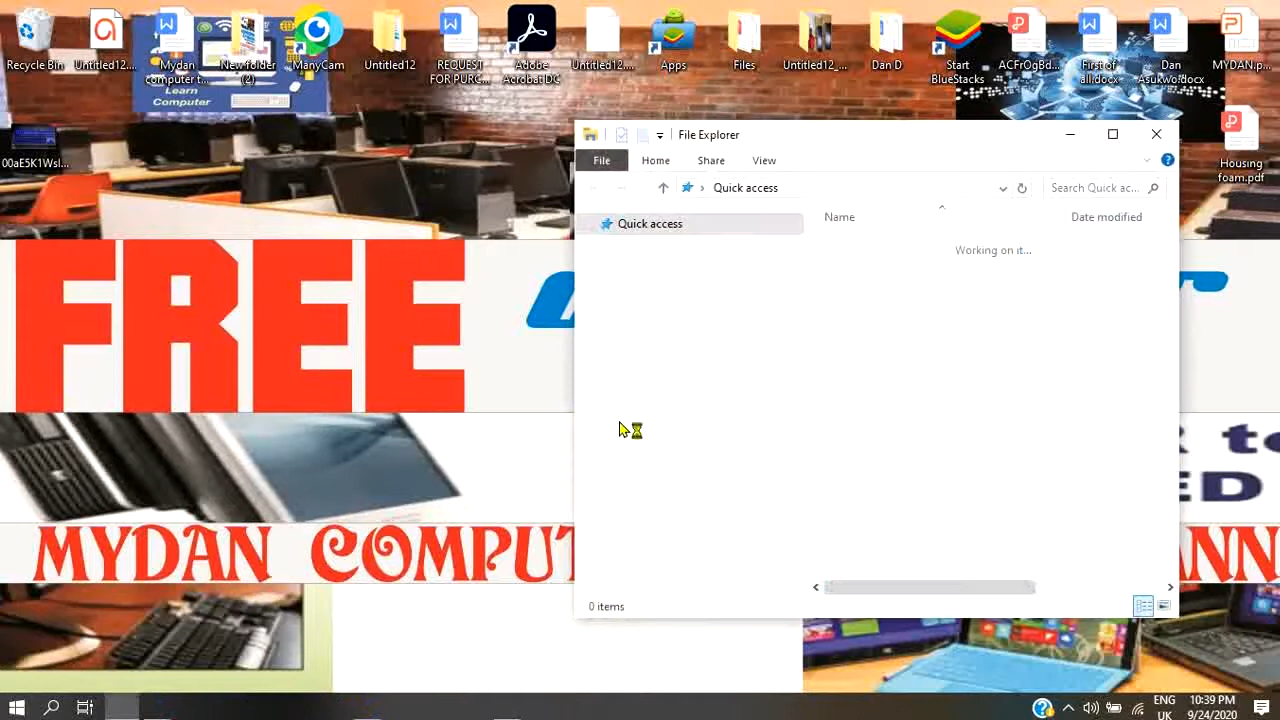 Recycle Bin
Untitled12....
Mydan
computer t...
New folder
(2)
ManyCam
Untitled12
REQUEST
FOR PURC...
Adobe
Acrobat DC
Untitled12....
Apps
Files
Untitled12_...
Dan D
Start
BlueStacks
ACFrOgBd...
First of
all.docx
Dan
Asukwo.docx
MYDAN.p...
Learn
Computer
00aE5K1Wsl...
Housing
foam.pdf
File Explorer
File
Home
Share
View
Quick access
Search Quick ac...
Quick access
Name
Date modified
Working on it...
FREE
R to
ED
MYDAN COMPUT
ANN
0 items
ENG
UK
10:39 PM
9/24/2020